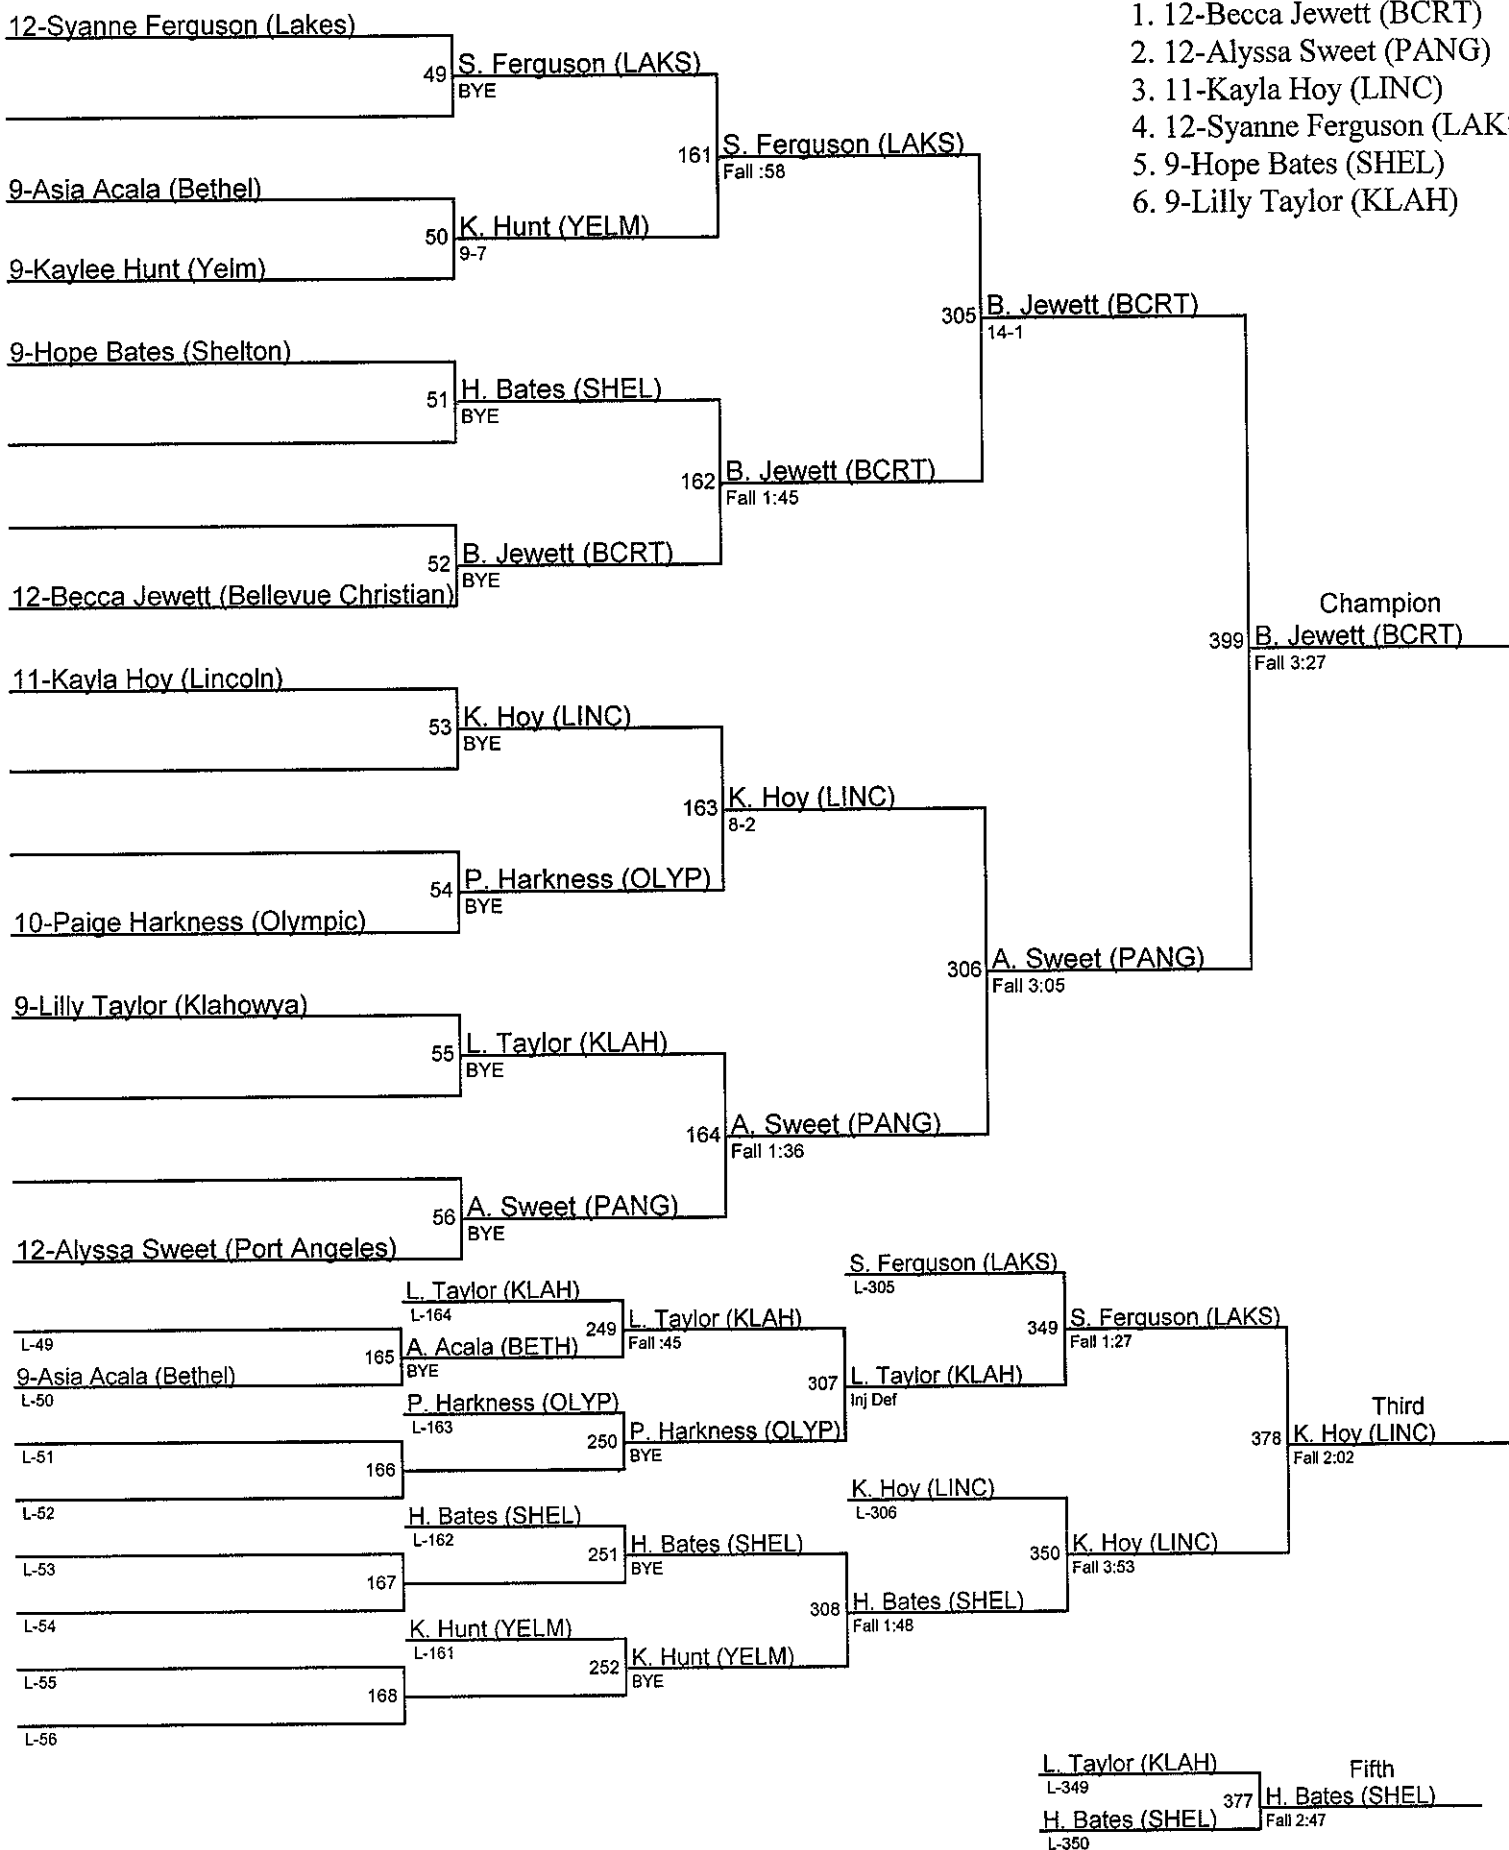 12-Syanne Ferguson (Lakes)
49
S. Ferguson (LAKS)
BYE
161
S. Ferguson (LAKS)
Fall :58
9-Asia Acala (Bethel)
50
K. Hunt (YELM)
9-7
9-Kaylee Hunt (Yelm)
305
B. Jewett (BCRT)
14-1
9-Hope Bates (Shelton)
51
H. Bates (SHEL)
BYE
162
B. Jewett (BCRT)
Fall 1:45
52
B. Jewett (BCRT)
BYE
12-Becca Jewett (Bellevue Christian)
Champion
399
B. Jewett (BCRT)
Fall 3:27
11-Kayla Hoy (Lincoln)
53
K. Hoy (LINC)
BYE
163
K. Hoy (LINC)
8-2
54
P. Harkness (OLYP)
BYE
10-Paige Harkness (Olympic)
306
A. Sweet (PANG)
Fall 3:05
9-Lilly Taylor (Klahowya)
55
L. Taylor (KLAH)
BYE
164
A. Sweet (PANG)
Fall 1:36
56
A. Sweet (PANG)
BYE
12-Alyssa Sweet (Port Angeles)
1. 12-Becca Jewett (BCRT)
2. 12-Alyssa Sweet (PANG)
3. 11-Kayla Hoy (LINC)
4. 12-Syanne Ferguson (LAK
5. 9-Hope Bates (SHEL)
6. 9-Lilly Taylor (KLAH)
L. Taylor (KLAH)
L-164
L-49
165
A. Acala (BETH)
BYE
9-Asia Acala (Bethel)
L-50
249
L. Taylor (KLAH)
Fall :45
P. Harkness (OLYP)
L-163
L-51
166
L-52
250
P. Harkness (OLYP)
BYE
307
L. Taylor (KLAH)
Inj Def
S. Ferguson (LAKS)
L-305
349
S. Ferguson (LAKS)
Fall 1:27
H. Bates (SHEL)
L-162
L-53
167
L-54
251
H. Bates (SHEL)
BYE
K. Hunt (YELM)
L-161
L-55
168
L-56
252
K. Hunt (YELM)
BYE
308
H. Bates (SHEL)
Fall 1:48
K. Hoy (LINC)
L-306
350
K. Hoy (LINC)
Fall 3:53
Third
378
K. Hoy (LINC)
Fall 2:02
L. Taylor (KLAH)
L-349
H. Bates (SHEL)
L-350
Fifth
377
H. Bates (SHEL)
Fall 2:47